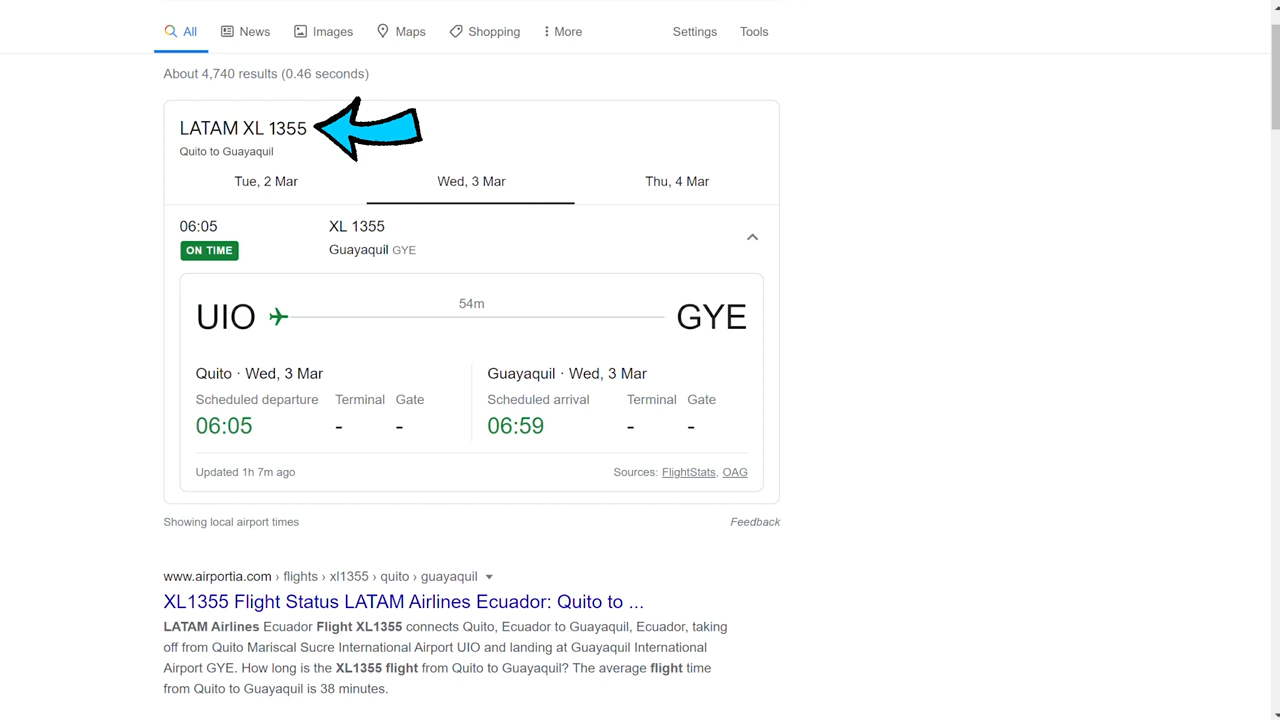 All News Images Maps Shopping More Settings Tools
About 4,740 results (0.46 seconds)
LATAM XL 1355
Quito to Guayaquil
Tue, 2 Mar Wed, 3 Mar Thu, 4 Mar
06:05 XL 1355
ON TIME Guayaquil GYE
54m
UIO GYE
Quito · Wed, 3 Mar Guayaquil · Wed, 3 Mar
Scheduled departure Terminal Gate Scheduled arrival Terminal Gate
06:05 - - 06:59 - -
Updated 1h 7m ago Sources: FlightStats, OAG
Showing local airport times Feedback
www.airportia.com › flights › xl1355 › quito › guayaquil
XL1355 Flight Status LATAM Airlines Ecuador: Quito to ...
LATAM Airlines Ecuador Flight XL1355 connects Quito, Ecuador to Guayaquil, Ecuador, taking
off from Quito Mariscal Sucre International Airport UIO and landing at Guayaquil International
Airport GYE. How long is the XL1355 flight from Quito to Guayaquil? The average flight time
from Quito to Guayaquil is 38 minutes.